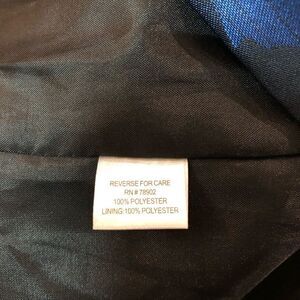 REVERSE FOR CARE
RN # 78902
100% POLYESTER
LINING:100% POLYESTER